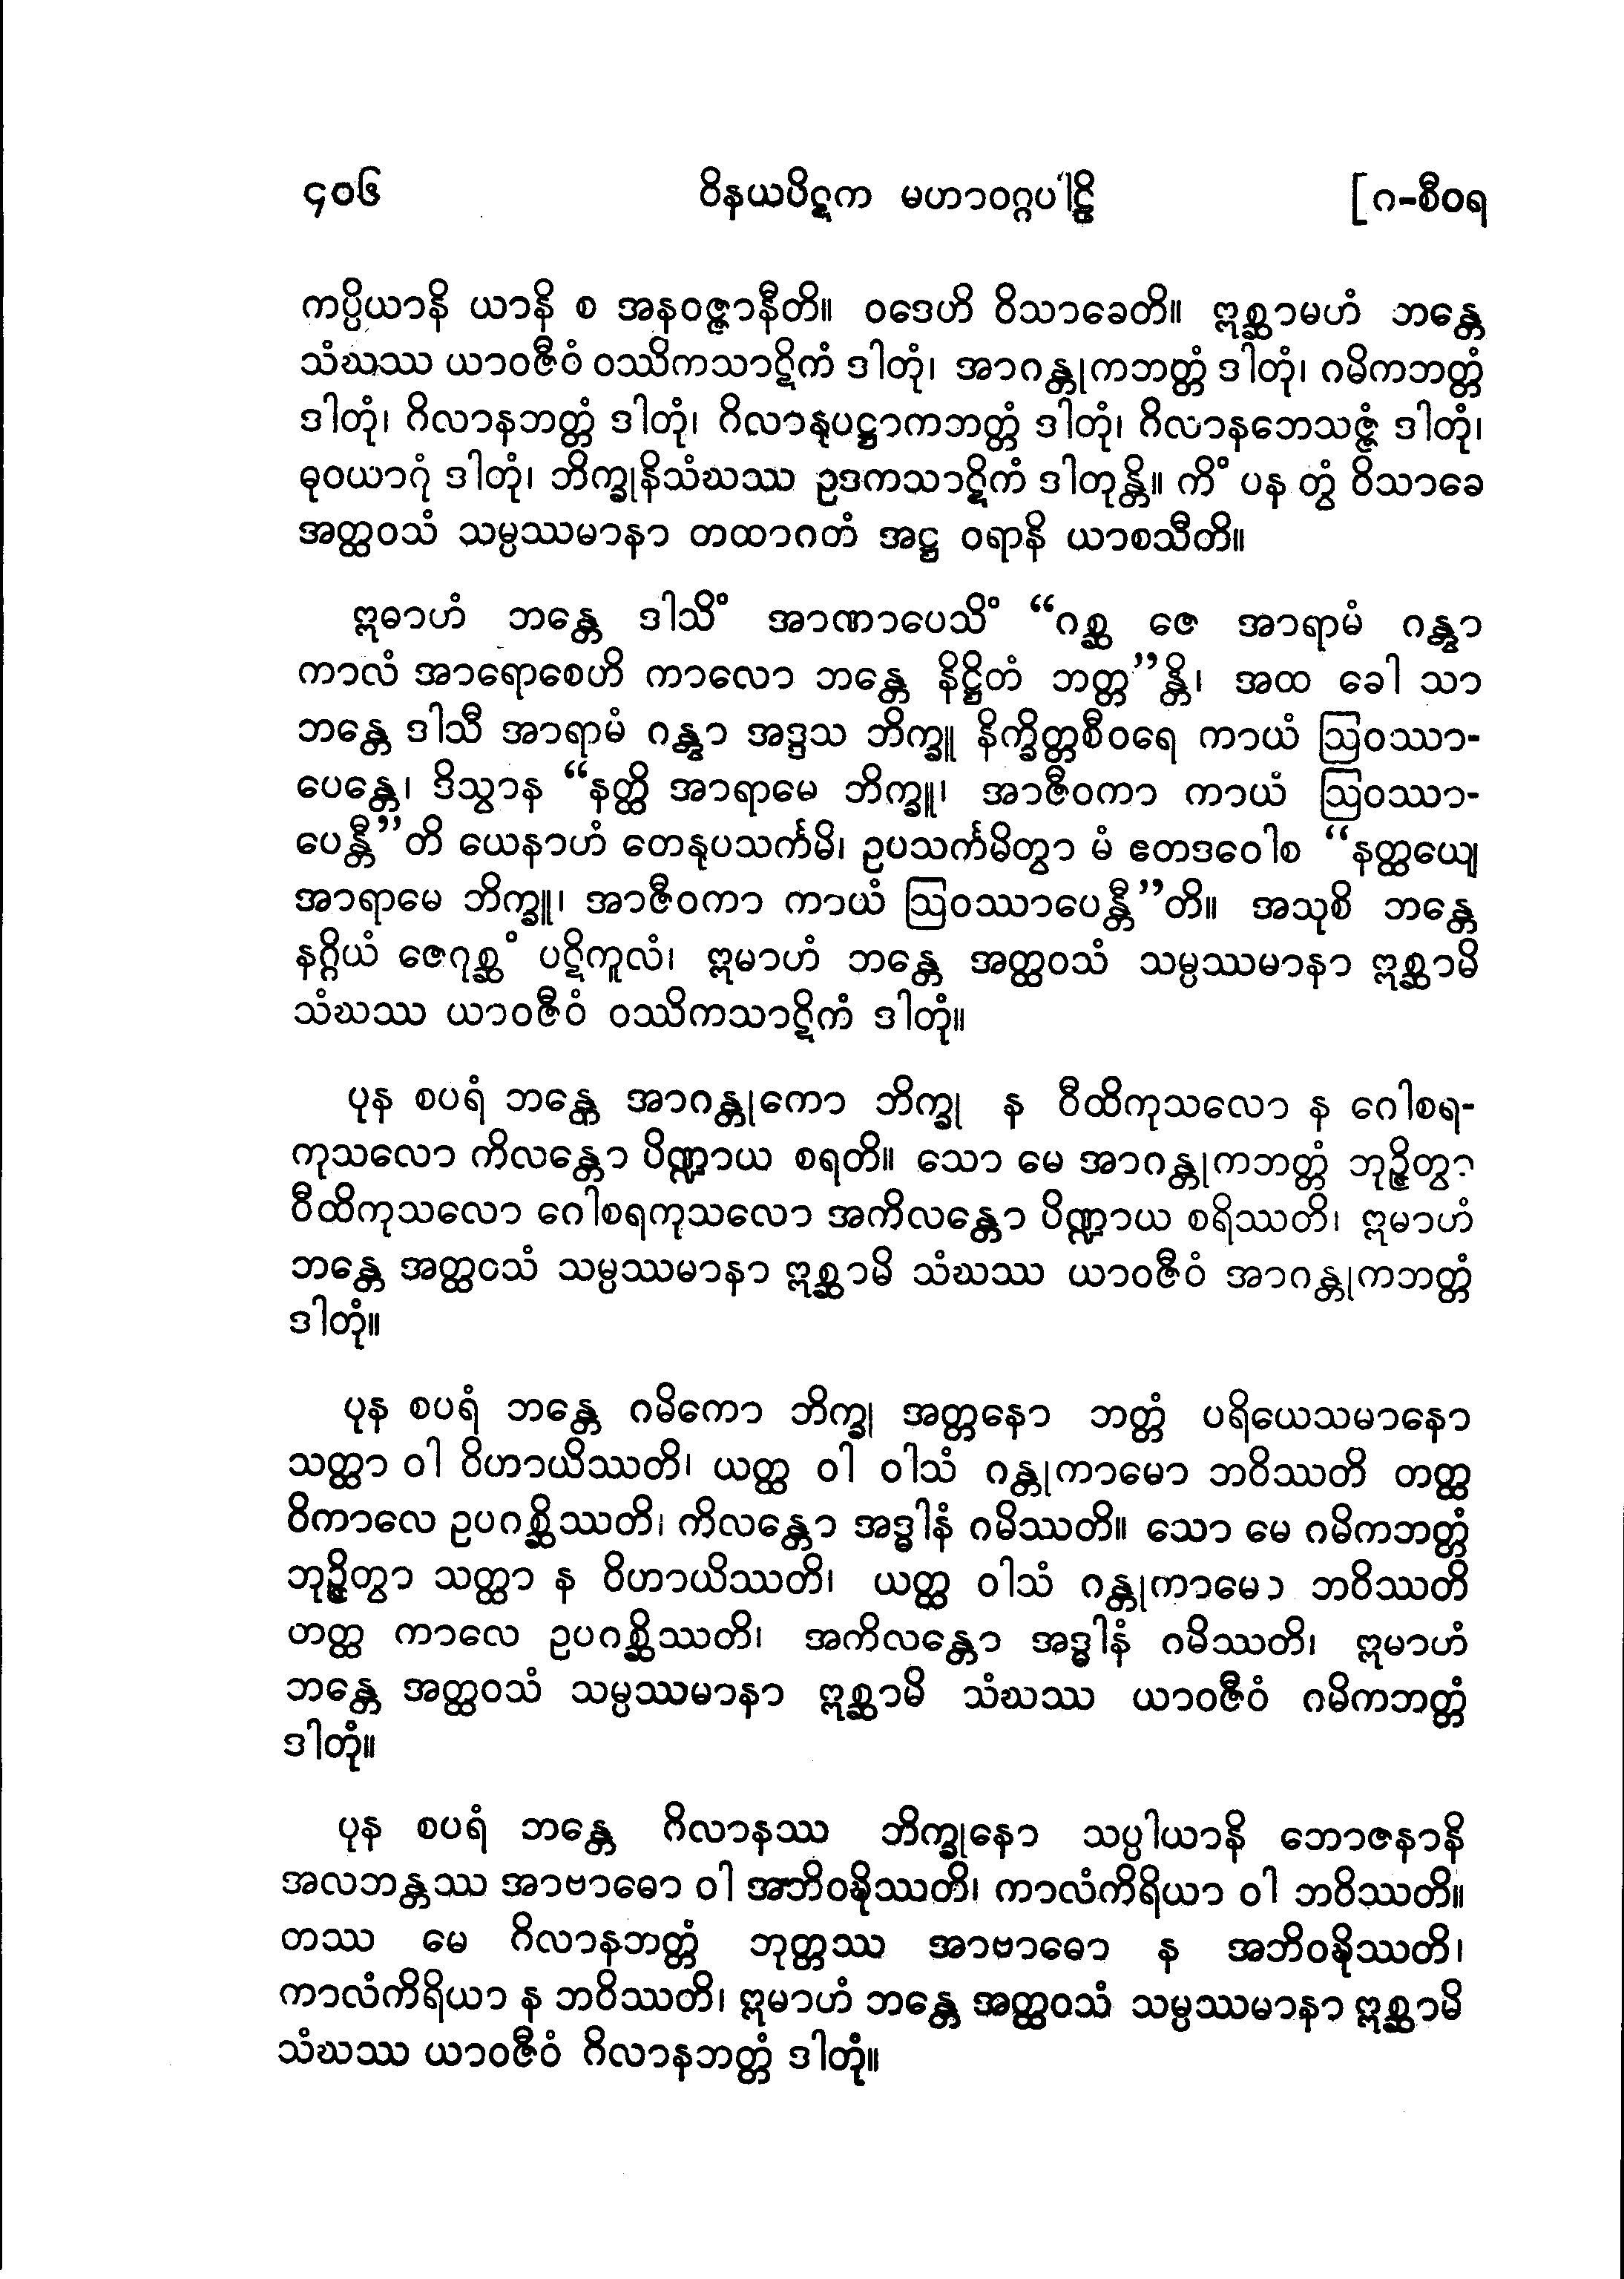 ၄၀၆ ဝိနယပိဋက မဟာဝဂ္ဂပါဠိ [ဂ-စီဝရ
ကပ္ပိယာနိ ယာနိ စ အနဝဇ္ဇာနီတိ။ ဝဒေဟိ ဝိသာခေတိ။ ဣစ္ဆာမဟံ ဘန္တေ
သံဃဿ ယာဝဇီဝံ ဝဿိကသာဋိကံ ဒါတုံ၊ အာဂန္တုကဘတ္တံ ဒါတုံ၊ ဂမိကဘတ္တံ
ဒါတုံ၊ ဂိလာနဘတ္တံ ဒါတုံ၊ ဂိလာနုပဋ္ဌာကဘတ္တံ ဒါတုံ၊ ဂိလာနဘေသဇ္ဇံ ဒါတုံ၊
ဓုဝယာဂုံ ဒါတုံ၊ ဘိက္ခုနိသံဃဿ ဥဒကသာဋိကံ ဒါတုန္တိ။ ကိံ ပန တွံ ဝိသာခေ
အတ္ထဝသံ သမ္ပဿမာနာ တထာဂတံ အဋ္ဌ ဝရာနိ ယာစသီတိ။
ဣဓာဟံ ဘန္တေ ဒါသိံ အာဏာပေသိံ “ဂစ္ဆ ဇေ အာရာမံ ဂန္တွာ
ကာလံ အာရောစေဟိ ကာလော ဘန္တေ နိဋ္ဌိတံ ဘတ္တ”န္တိ၊ အထ ခေါ သာ
ဘန္တေ ဒါသီ အာရာမံ ဂန္တွာ အဒ္ဒသ ဘိက္ခူ နိက္ခိတ္တစီဝရေ ကာယံ ဩဝဿာ-
ပေန္တေ၊ ဒိသွာန “နတ္ထိ အာရာမေ ဘိက္ခူ၊ အာဇီဝကာ ကာယံ ဩဝဿာ-
ပေန္တီ”တိ ယေနာဟံ တေနုပသင်္ကမိ၊ ဥပသင်္ကမိတွာ မံ ဧတဒဝေါစ “နတ္ထယျေ
အာရာမေ ဘိက္ခူ၊ အာဇီဝကာ ကာယံ ဩဝဿာပေန္တီ”တိ။ အသုစိ ဘန္တေ
နဂ္ဂိယံ ဇေဂုစ္ဆံ ပဋိကူလံ၊ ဣမာဟံ ဘန္တေ အတ္ထဝသံ သမ္ပဿမာနာ ဣစ္ဆာမိ
သံဃဿ ယာဝဇီဝံ ဝဿိကသာဋိကံ ဒါတုံ။
ပုန စပရံ ဘန္တေ အာဂန္တုကော ဘိက္ခု န ဝီထိကုသလော န ဂေါစရ-
ကုသလော ကိလန္တော ပိဏ္ဍာယ စရတိ။ သော မေ အာဂန္တုကဘတ္တံ ဘုဉ္ဇိတွာ
ဝီထိကုသလော ဂေါစရကုသလော အကိလန္တော ပိဏ္ဍာယ စရိဿတိ၊ ဣမာဟံ
ဘန္တေ အတ္ထဝသံ သမ္ပဿမာနာ ဣစ္ဆာမိ သံဃဿ ယာဝဇီဝံ အာဂန္တုကဘတ္တံ
ဒါတုံ။
ပုန စပရံ ဘန္တေ ဂမိကော ဘိက္ခု အတ္တနော ဘတ္တံ ပရိယေသမာနော
သတ္ထာ ဝါ ဝိဟာယိဿတိ၊ ယတ္ထ ဝါ ဝါသံ ဂန္တုကာမော ဘဝိဿတိ တတ္ထ
ဝိကာလေ ဥပဂစ္ဆိဿတိ၊ ကိလန္တော အဒ္ဓါနံ ဂမိဿတိ။ သော မေ ဂမိကဘတ္တံ
ဘုဉ္ဇိတွာ သတ္ထာ န ဝိဟာယိဿတိ၊ ယတ္ထ ဝါသံ ဂန္တုကာမော ဘဝိဿတိ
တတ္ထ ကာလေ ဥပဂစ္ဆိဿတိ၊ အကိလန္တော အဒ္ဓါနံ ဂမိဿတိ၊ ဣမာဟံ
ဘန္တေ အတ္ထဝသံ သမ္ပဿမာနာ ဣစ္ဆာမိ သံဃဿ ယာဝဇီဝံ ဂမိကဘတ္တံ
ဒါတုံ။
ပုန စပရံ ဘန္တေ ဂိလာနဿ ဘိက္ခုနော သပ္ပါယာနိ ဘောဇနာနိ
အလဘန္တဿ အာဗာဓော ဝါ အဘိဝဍ္ဎိဿတိ၊ ကာလံကိရိယာ ဝါ ဘဝိဿတိ။
တဿ မေ ဂိလာနဘတ္တံ ဘုတ္တဿ အာဗာဓော န အဘိဝဍ္ဎိဿတိ၊
ကာလံကိရိယာ န ဘဝိဿတိ၊ ဣမာဟံ ဘန္တေ အတ္ထဝသံ သမ္ပဿမာနာ ဣစ္ဆာမိ
သံဃဿ ယာဝဇီဝံ ဂိလာနဘတ္တံ ဒါတုံ။